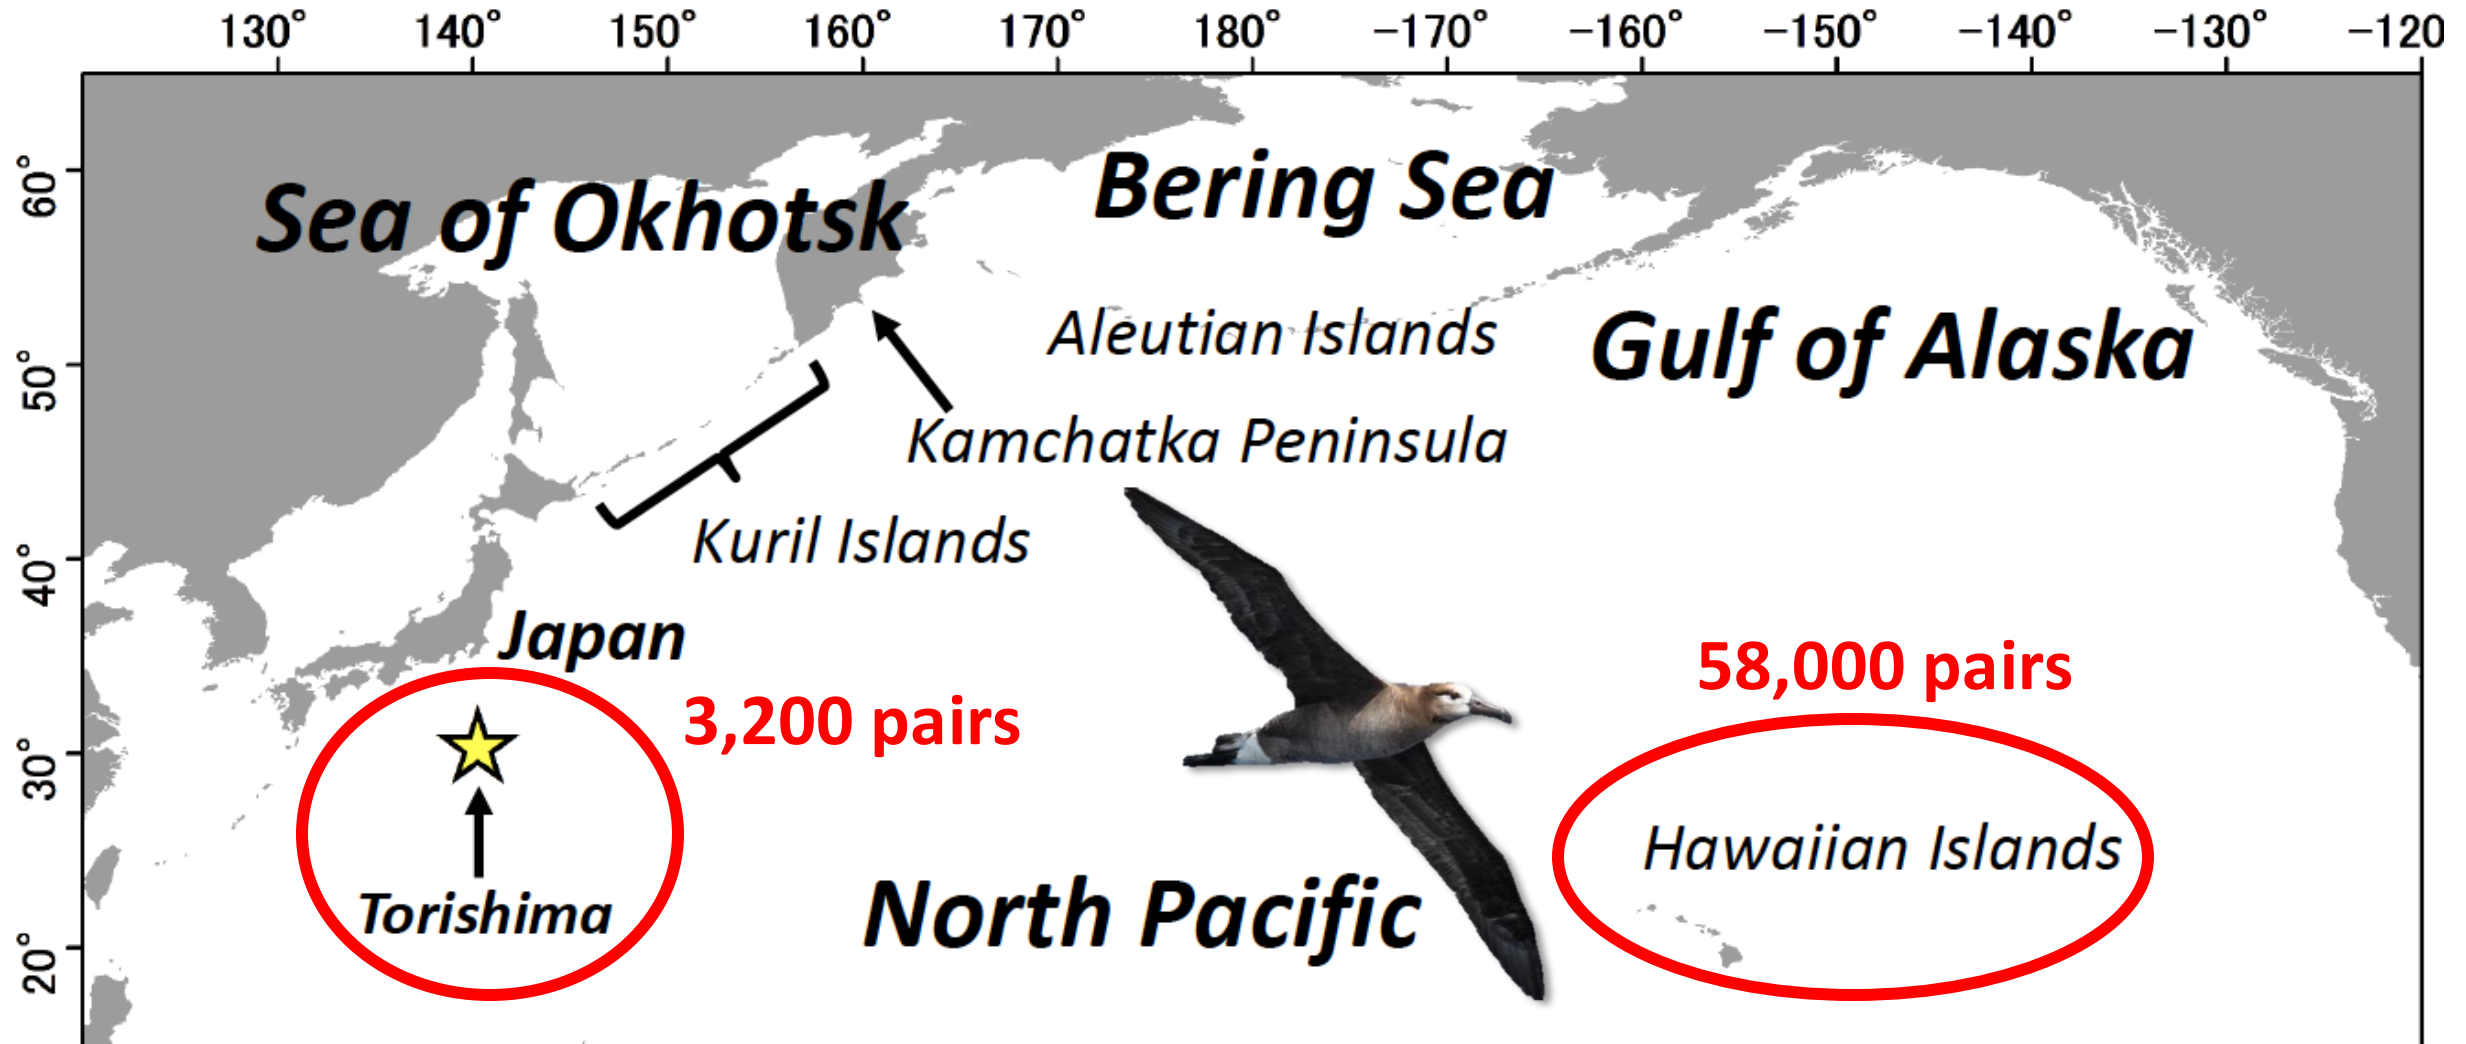 130° 140° 150° 160° 170° 180° −170° −160° −150° −140° −130° −120
60°
50°
40°
30°
20°
Sea of Okhotsk
Bering Sea
Aleutian Islands
Gulf of Alaska
Kamchatka Peninsula
Kuril Islands
Japan
3,200 pairs
58,000 pairs
Torishima
Hawaiian Islands
North Pacific